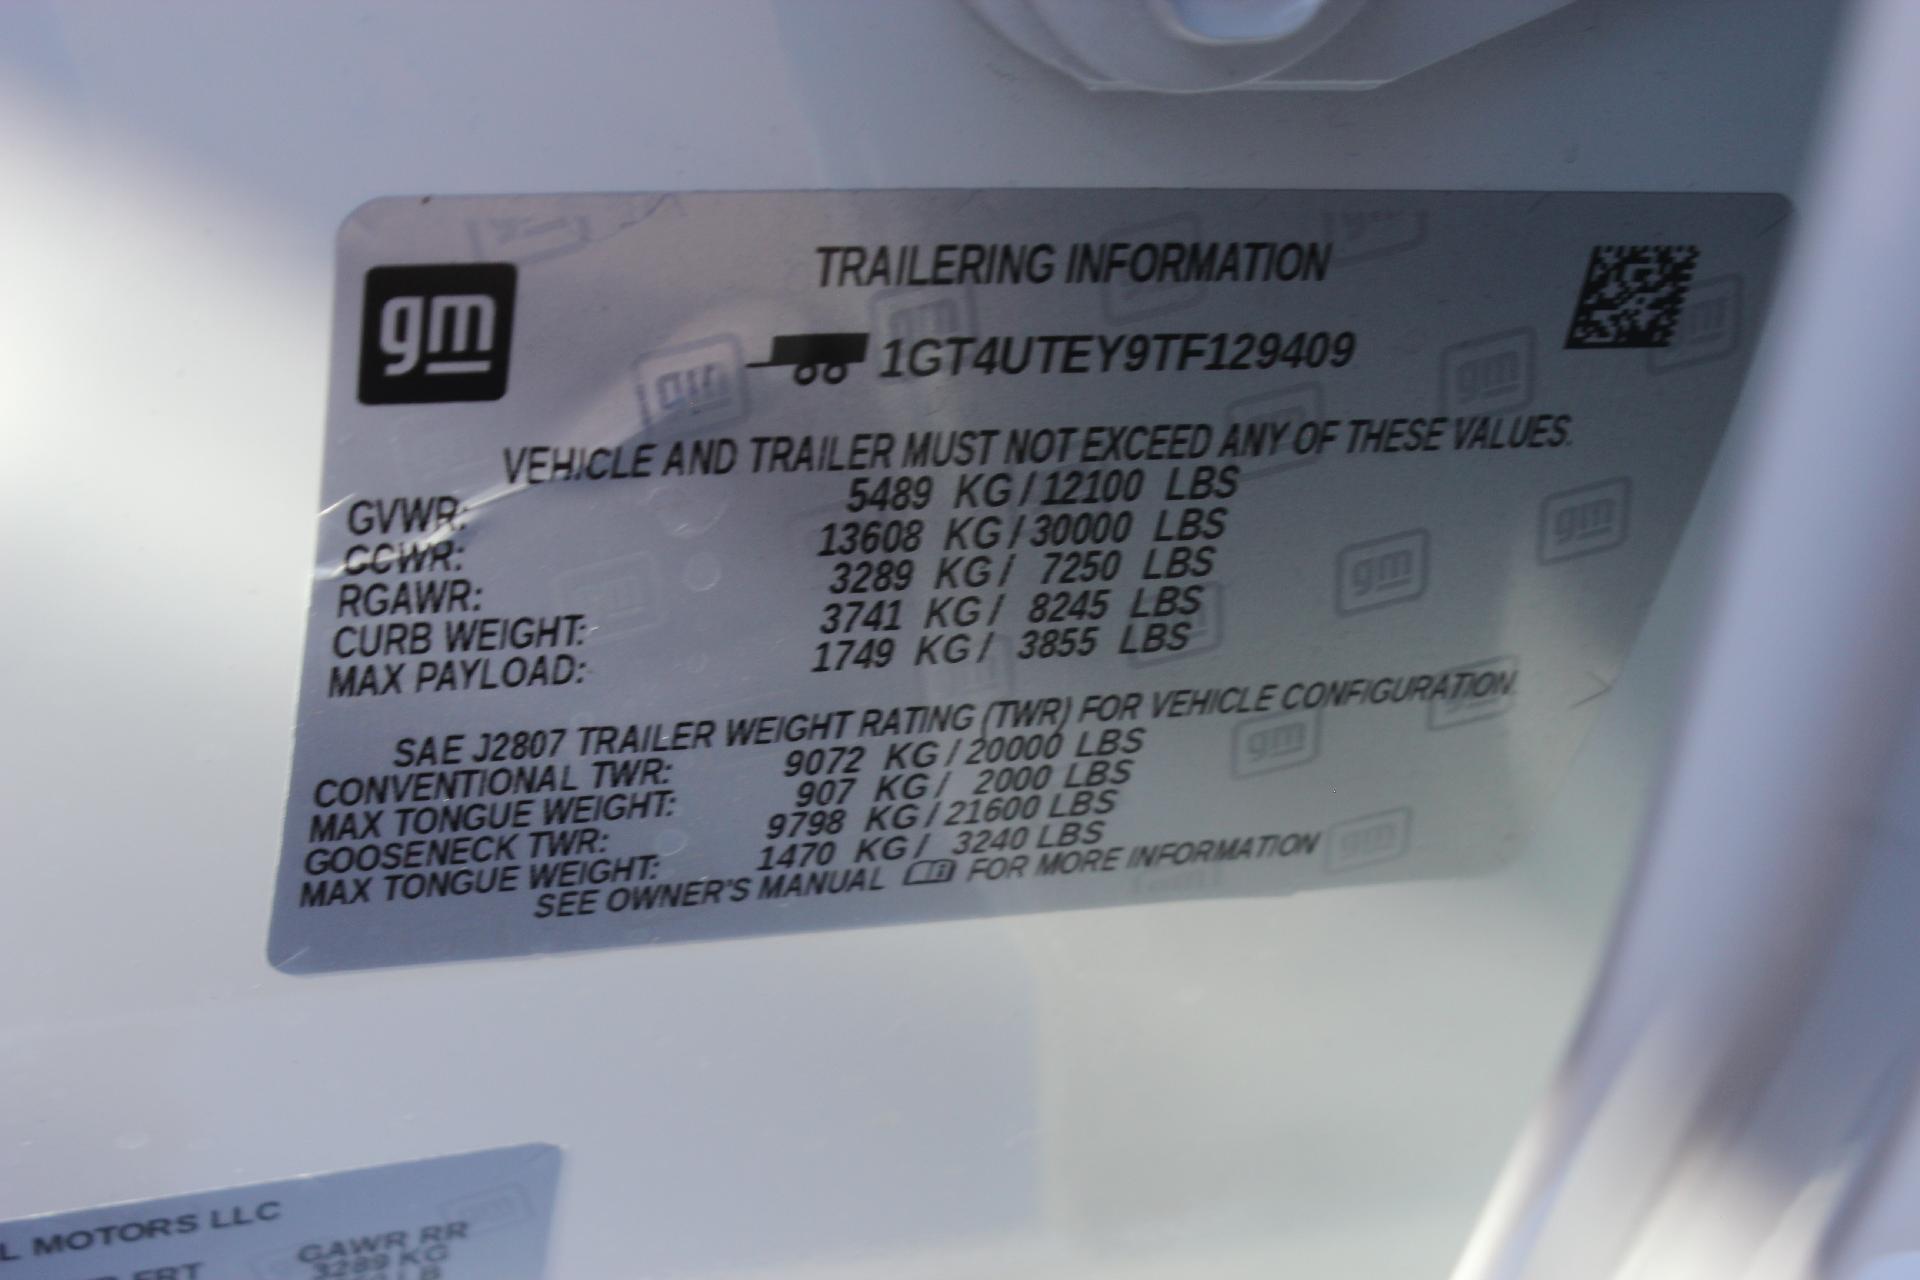 gm
TRAILERING INFORMATION
1GT4UTEY9TF129409
VEHICLE AND TRAILER MUST NOT EXCEED ANY OF THESE VALUES.
GVWR: 5489 KG / 12100 LBS
GCWR: 13608 KG / 30000 LBS
RGAWR: 3289 KG / 7250 LBS
CURB WEIGHT: 3741 KG / 8245 LBS
MAX PAYLOAD: 1749 KG / 3855 LBS
SAE J2807 TRAILER WEIGHT RATING (TWR) FOR VEHICLE CONFIGURATION.
CONVENTIONAL TWR: 9072 KG / 20000 LBS
MAX TONGUE WEIGHT: 907 KG / 2000 LBS
GOOSENECK TWR: 9798 KG / 21600 LBS
MAX TONGUE WEIGHT: 1470 KG / 3240 LBS
SEE OWNER'S MANUAL FOR MORE INFORMATION
L MOTORS LLC
GAWR RR
FRT 3289 KG
LB